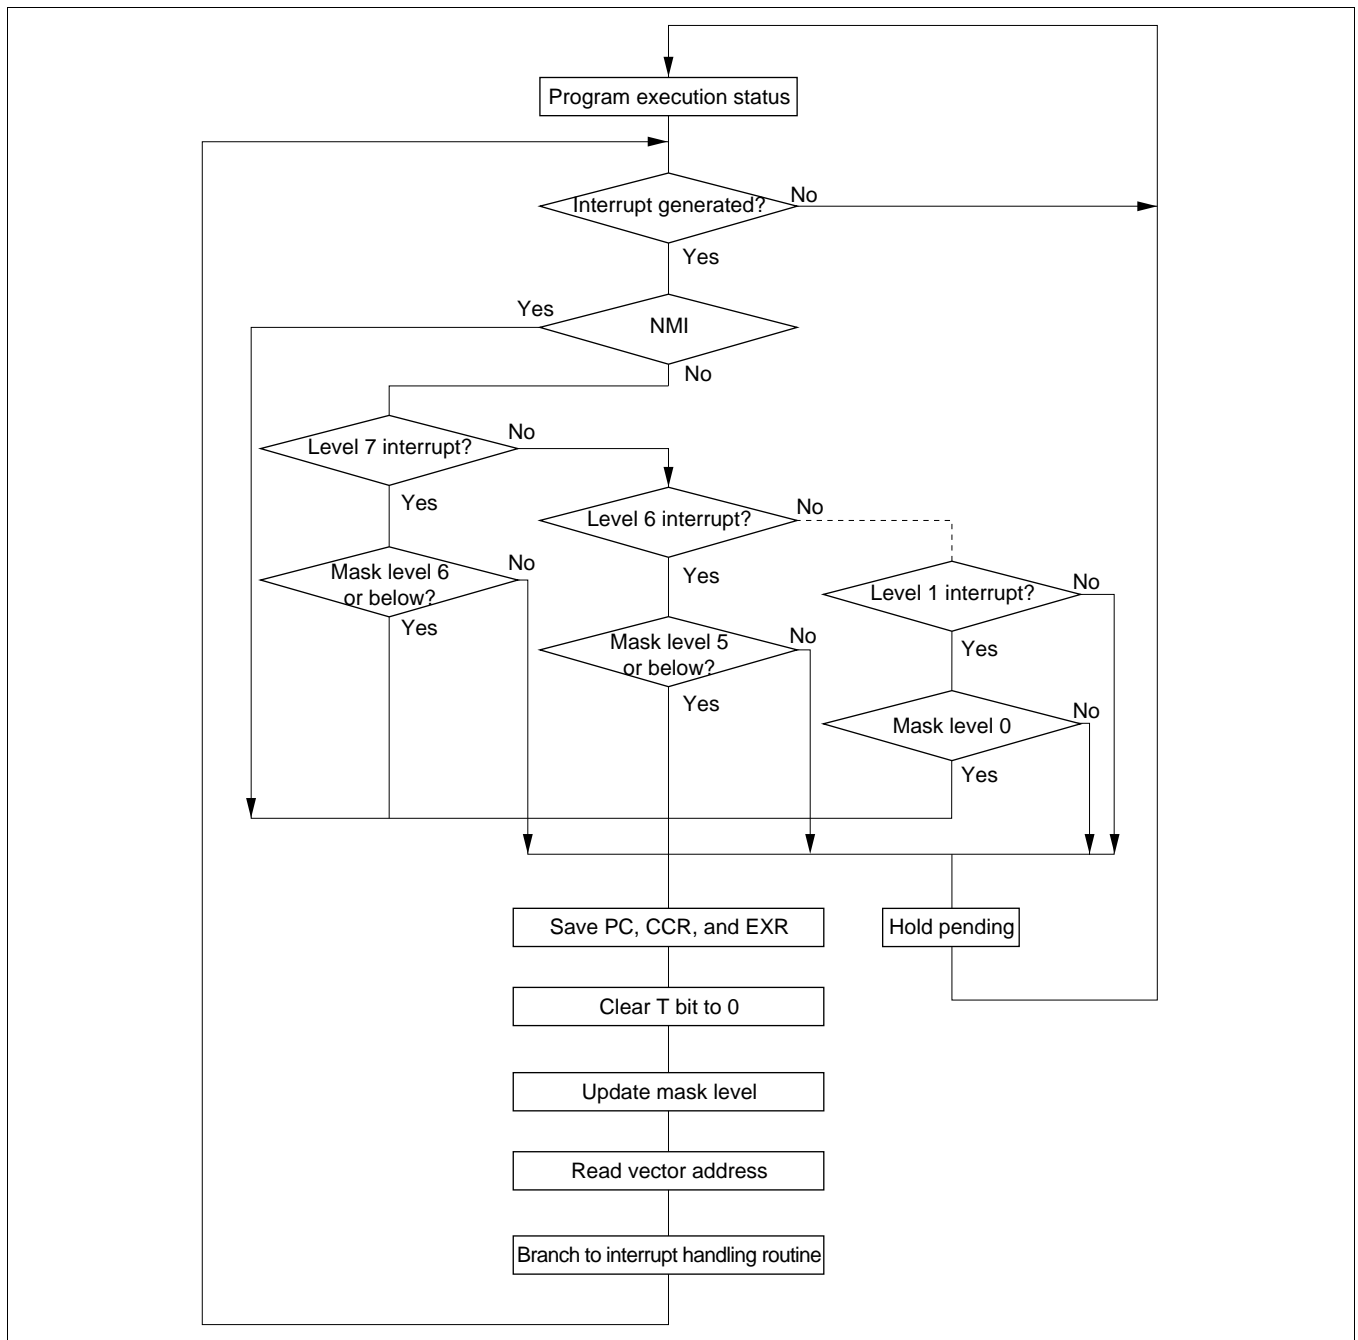 Program execution status
Interrupt generated?
No
Yes
Yes
NMI
No
Level 7 interrupt?
No
Yes
Level 6 interrupt?
No
Yes
Mask level 6
or below?
No
Yes
Level 1 interrupt?
No
Yes
Mask level 5
or below?
No
Yes
Mask level 0
No
Yes
Save PC, CCR, and EXR
Hold pending
Clear T bit to 0
Update mask level
Read vector address
Branch to interrupt handling routine